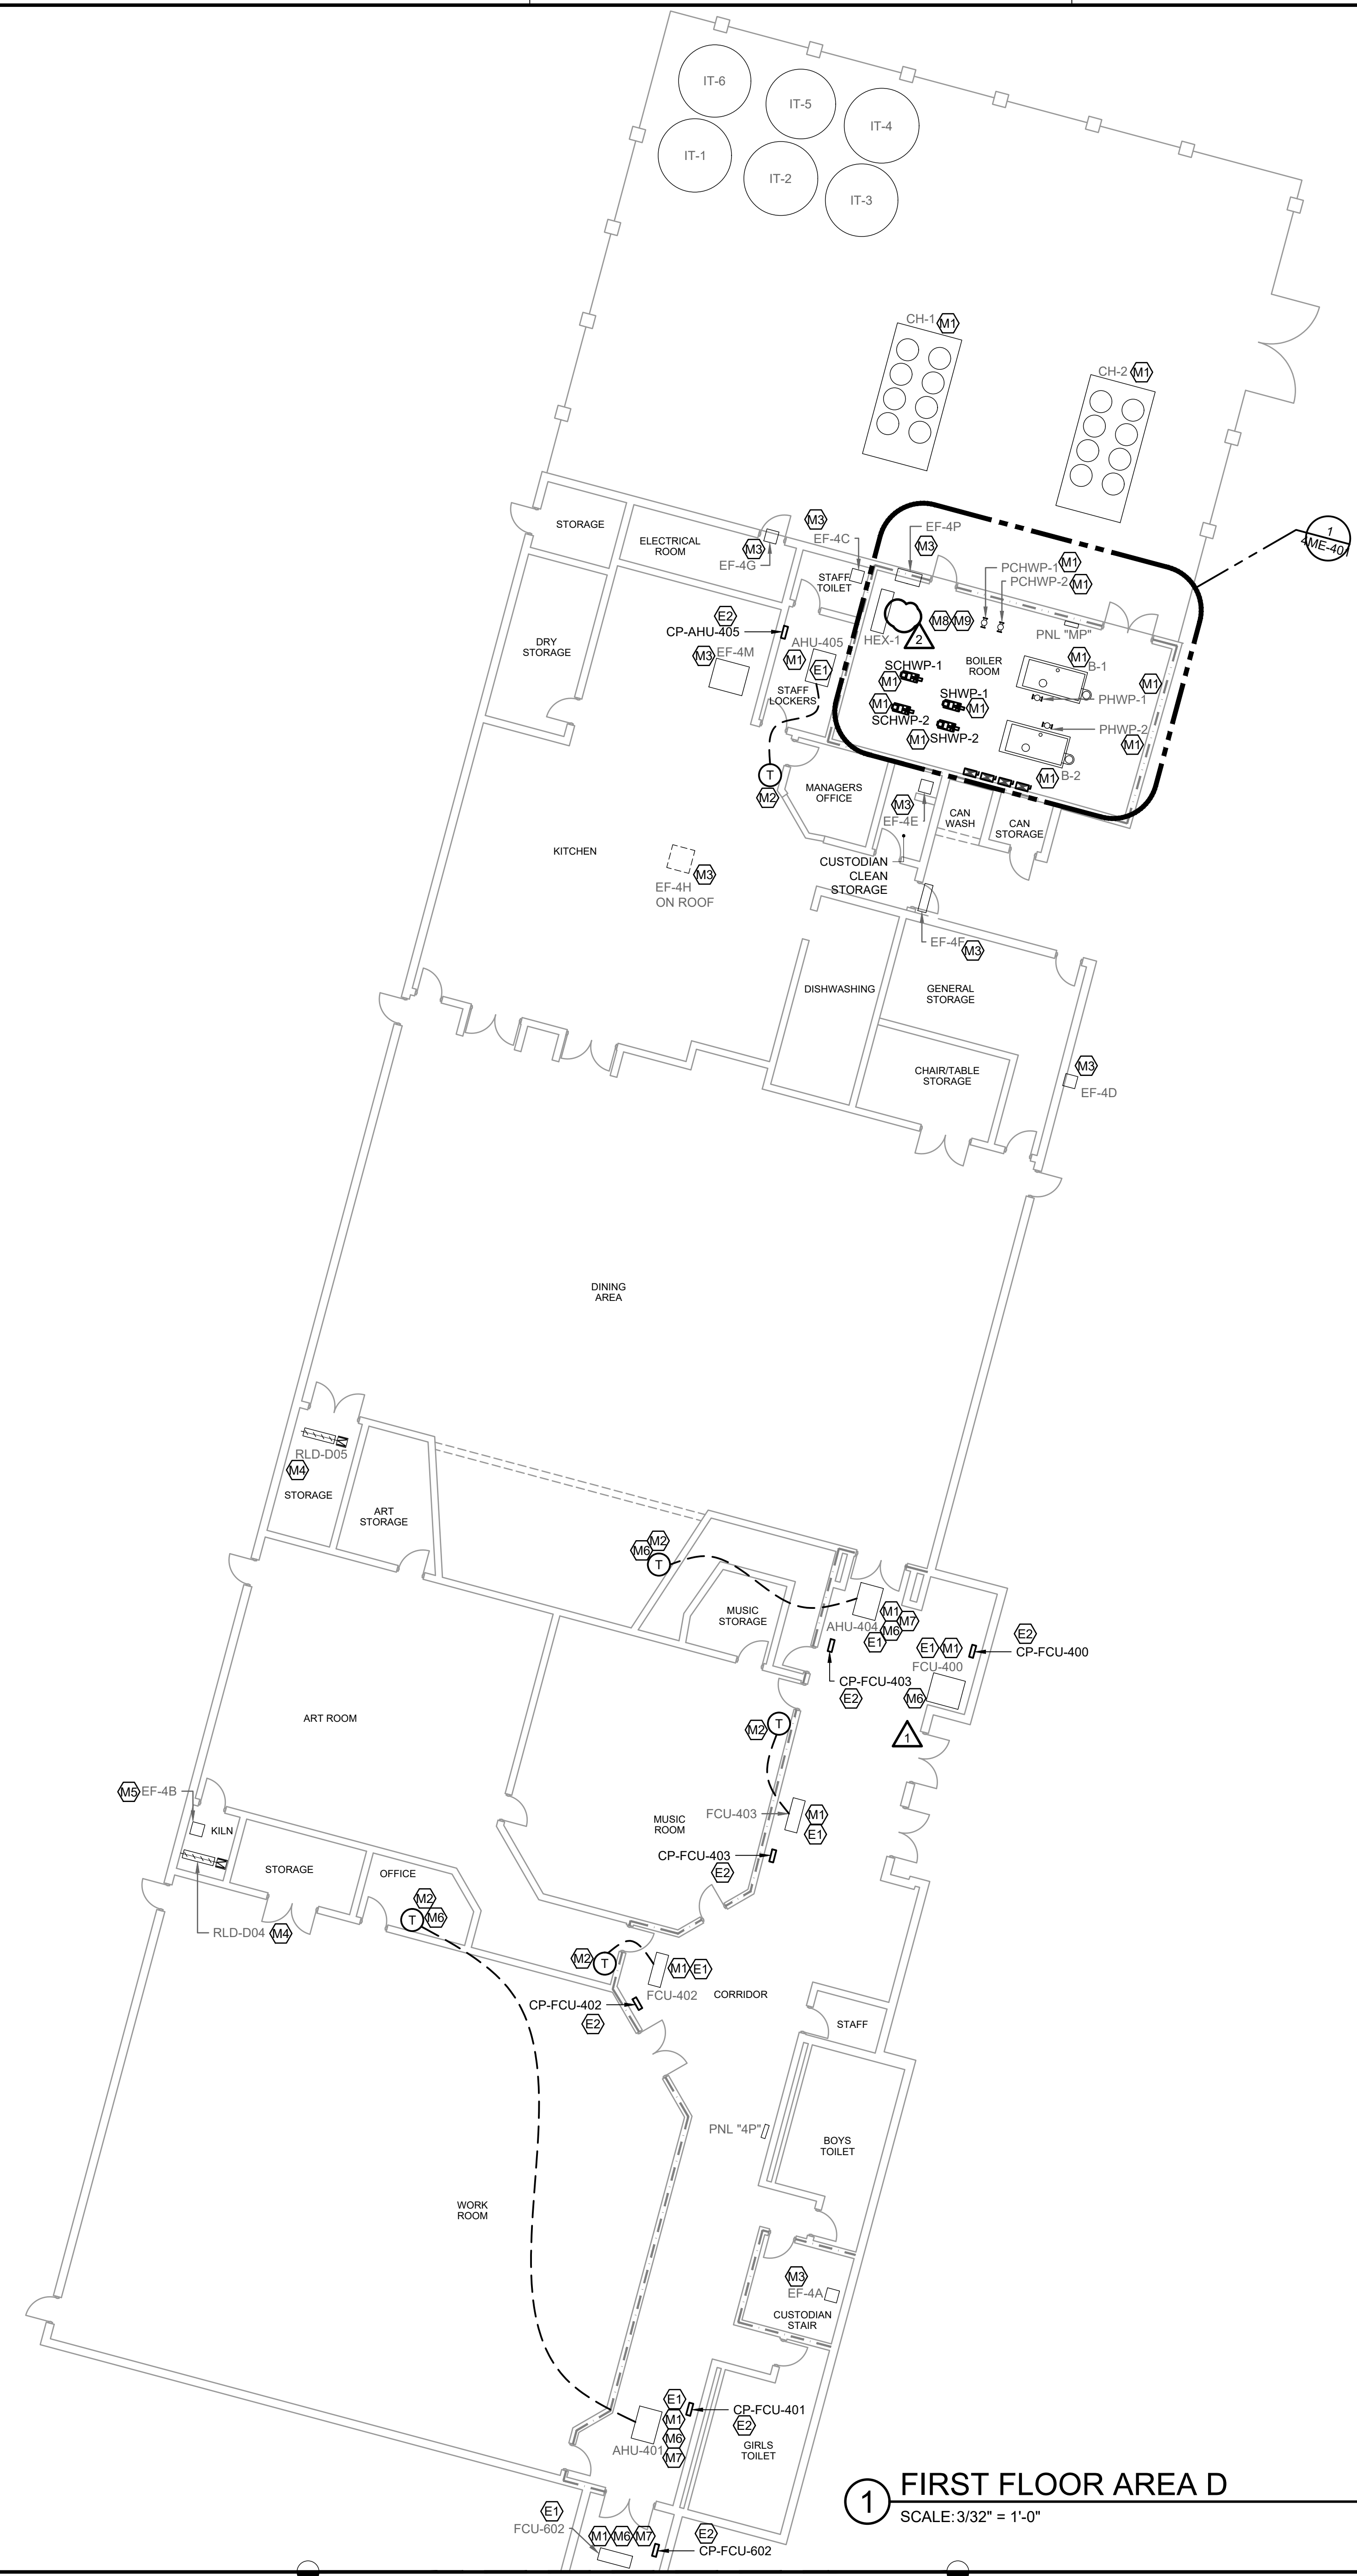 IT-6
IT-5
IT-4
IT-1
IT-2
IT-3
CH-1 M1
CH-2 M1
1
4ME-401
STORAGE
ELECTRICAL
ROOM
M3
EF-4G
M3
EF-4C
EF-4P
M3
STAFF
TOILET
PCHWP-1 M1
PCHWP-2 M1
HEX-1
2
M8 M9
PNL "MP"
E2
CP-AHU-405
AHU-405
M1
E1
M3 EF-4M
DRY
STORAGE
STAFF
LOCKERS
BOILER
ROOM
SCHWP-1
M1
M1
SCHWP-2
SHWP-1
M1
M1 SHWP-2
M1
B-1
M1
PHWP-1
PHWP-2
M1
M1 B-2
T
M2
MANAGERS
OFFICE
M3
EF-4E
CAN
WASH
CAN
STORAGE
KITCHEN
M3
EF-4H
ON ROOF
CUSTODIAN
CLEAN
STORAGE
EF-4F M3
DISHWASHING
GENERAL
STORAGE
CHAIR/TABLE
STORAGE
M3
EF-4D
DINING
AREA
RLD-D05
M4
STORAGE
ART
STORAGE
M2
M6
T
MUSIC
STORAGE
AHU-404
M1
M7
M6
E1
E1 M1
FCU-400
M6
E2
CP-FCU-400
CP-FCU-403
E2
1
ART ROOM
M2 T
M5 EF-4B
KILN
MUSIC
ROOM
FCU-403
M1
E1
CP-FCU-403
E2
STORAGE
OFFICE
M2
T M6
RLD-D04 M4
M2 T
M1 E1
FCU-402
CORRIDOR
CP-FCU-402
E2
STAFF
PNL "4P"
BOYS
TOILET
WORK
ROOM
M3
EF-4A
CUSTODIAN
STAIR
E1
M1
M6
M7
AHU-401
CP-FCU-401
E2
GIRLS
TOILET
E1
FCU-602
M1 M6 M7
E2
CP-FCU-602
1
FIRST FLOOR AREA D
SCALE: 3/32" = 1'-0"